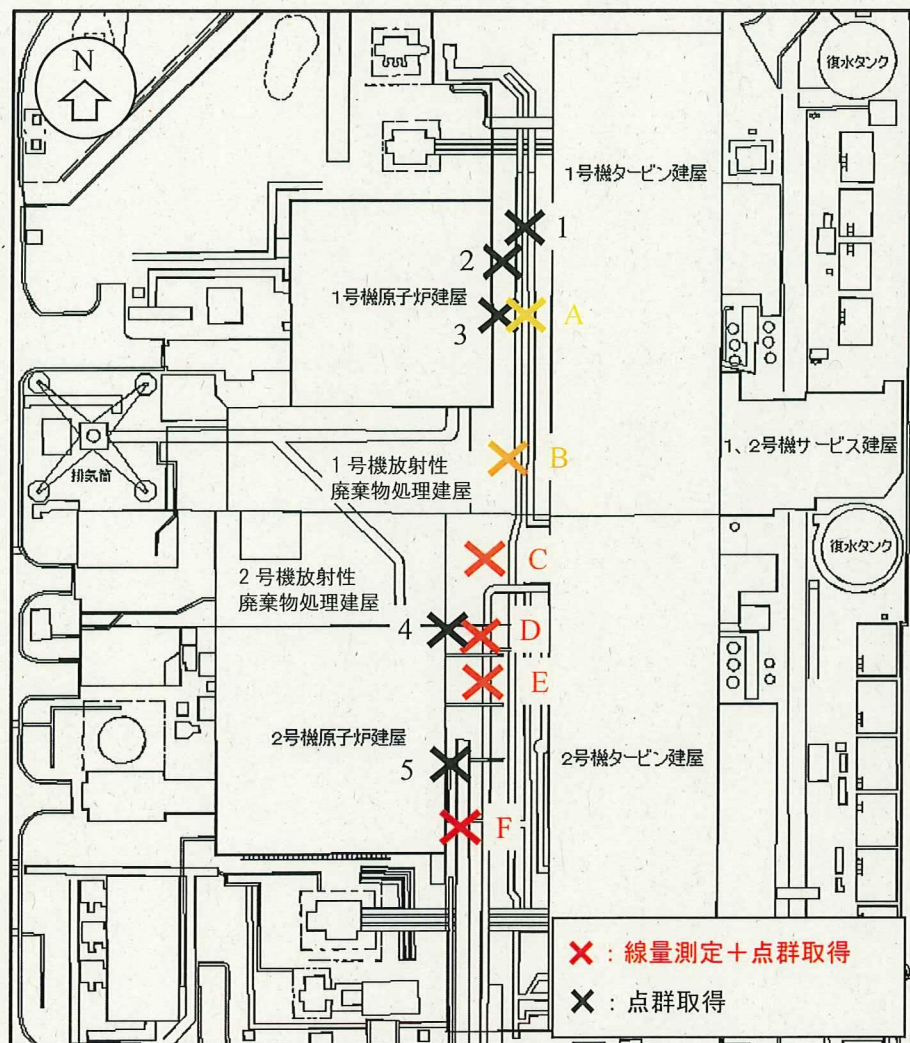 N
復水タンク
1号機タービン建屋
1
2
1号機原子炉建屋
A
3
B
1、2号機サービス建屋
排気筒
1号機放射性
廃棄物処理建屋
C
復水タンク
2号機放射性
廃棄物処理建屋
4
D
E
2号機原子炉建屋
2号機タービン建屋
5
F
×：線量測定＋点群取得
×：点群取得